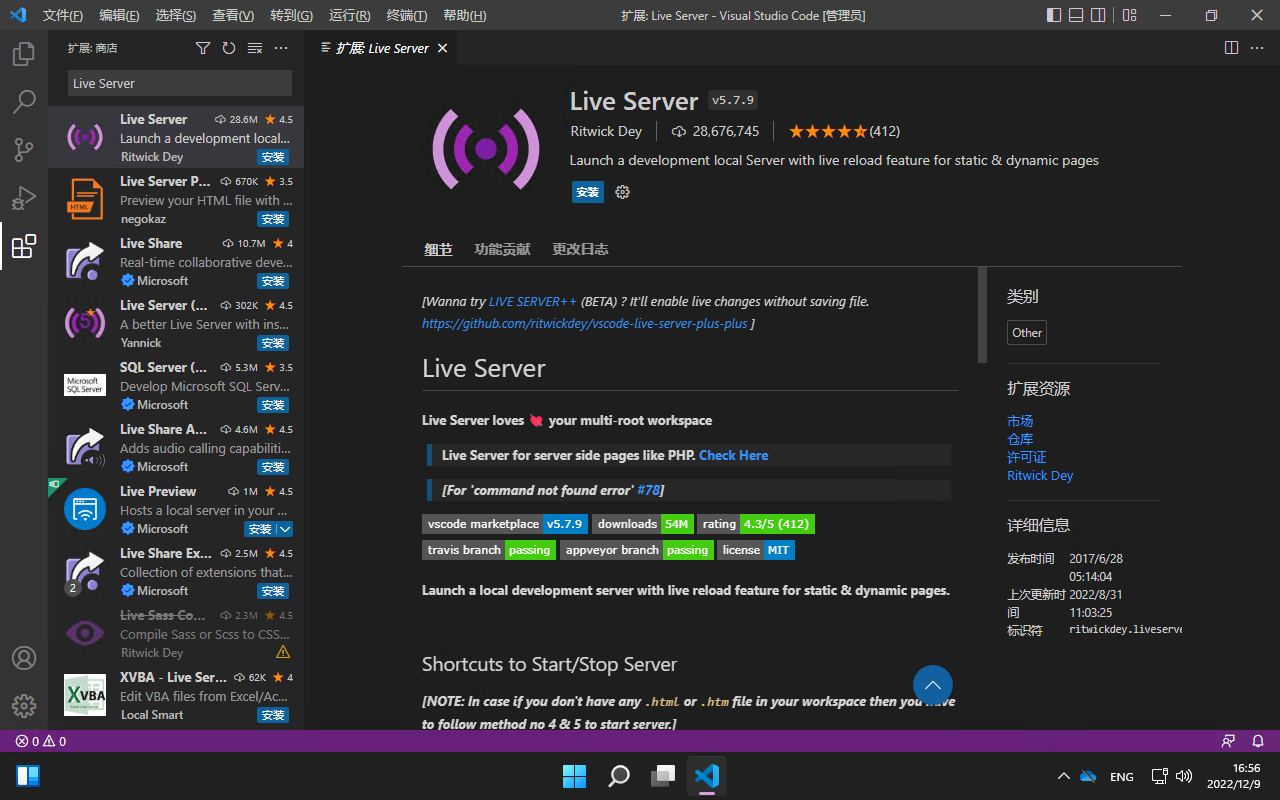 文件(F) 编辑(E) 选择(S) 查看(V) 转到(G) 运行(R) 终端(T) 帮助(H) 扩展: Live Server - Visual Studio Code [管理员]
扩展: 商店
Live Server
Live Server 28.6M 4.5
Launch a development local...
Ritwick Dey 安装
Live Server P... 670K 3.5
Preview your HTML file with ...
negokaz 安装
Live Share 10.7M 4
Real-time collaborative deve...
Microsoft 安装
Live Server (... 302K 4.5
A better Live Server with ins...
Yannick 安装
SQL Server (... 5.3M 3.5
Develop Microsoft SQL Serv...
Microsoft 安装
Live Share A... 4.6M 4.5
Adds audio calling capabiliti...
Microsoft 安装
Live Preview 1M 4.5
Hosts a local server in your ...
Microsoft 安装
Live Share Ex... 2.5M 4.5
Collection of extensions that...
Microsoft 安装
2
Live Sass Co... 2.3M 4.5
Compile Sass or Scss to CSS...
Ritwick Dey
XVBA - Live Ser... 62K 4
Edit VBA files from Excel/Ac...
Local Smart 安装
HTML
5
Microsoft
SQL Server
XVBA
扩展: Live Server
Live Server v5.7.9
Ritwick Dey 28,676,745 (412)
Launch a development local Server with live reload feature for static & dynamic pages
安装
细节 功能贡献 更改日志
[Wanna try LIVE SERVER++ (BETA) ? It'll enable live changes without saving file.
https://github.com/ritwickdey/vscode-live-server-plus-plus ]
Live Server
Live Server loves 💘 your multi-root workspace
Live Server for server side pages like PHP. Check Here
[For 'command not found error' #78]
vscode marketplace v5.7.9 downloads 54M rating 4.3/5 (412)
travis branch passing appveyor branch passing license MIT
Launch a local development server with live reload feature for static & dynamic pages.
Shortcuts to Start/Stop Server
[NOTE: In case if you don't have any .html or .htm file in your workspace then you have
to follow method no 4 & 5 to start server.]
类别
Other
扩展资源
市场
仓库
许可证
Ritwick Dey
详细信息
发布时间 2017/6/28
05:14:04
上次更新时 2022/8/31
间 11:03:25
标识符 ritwickdey.liveserve
0 0
ENG 16:56
2022/12/9